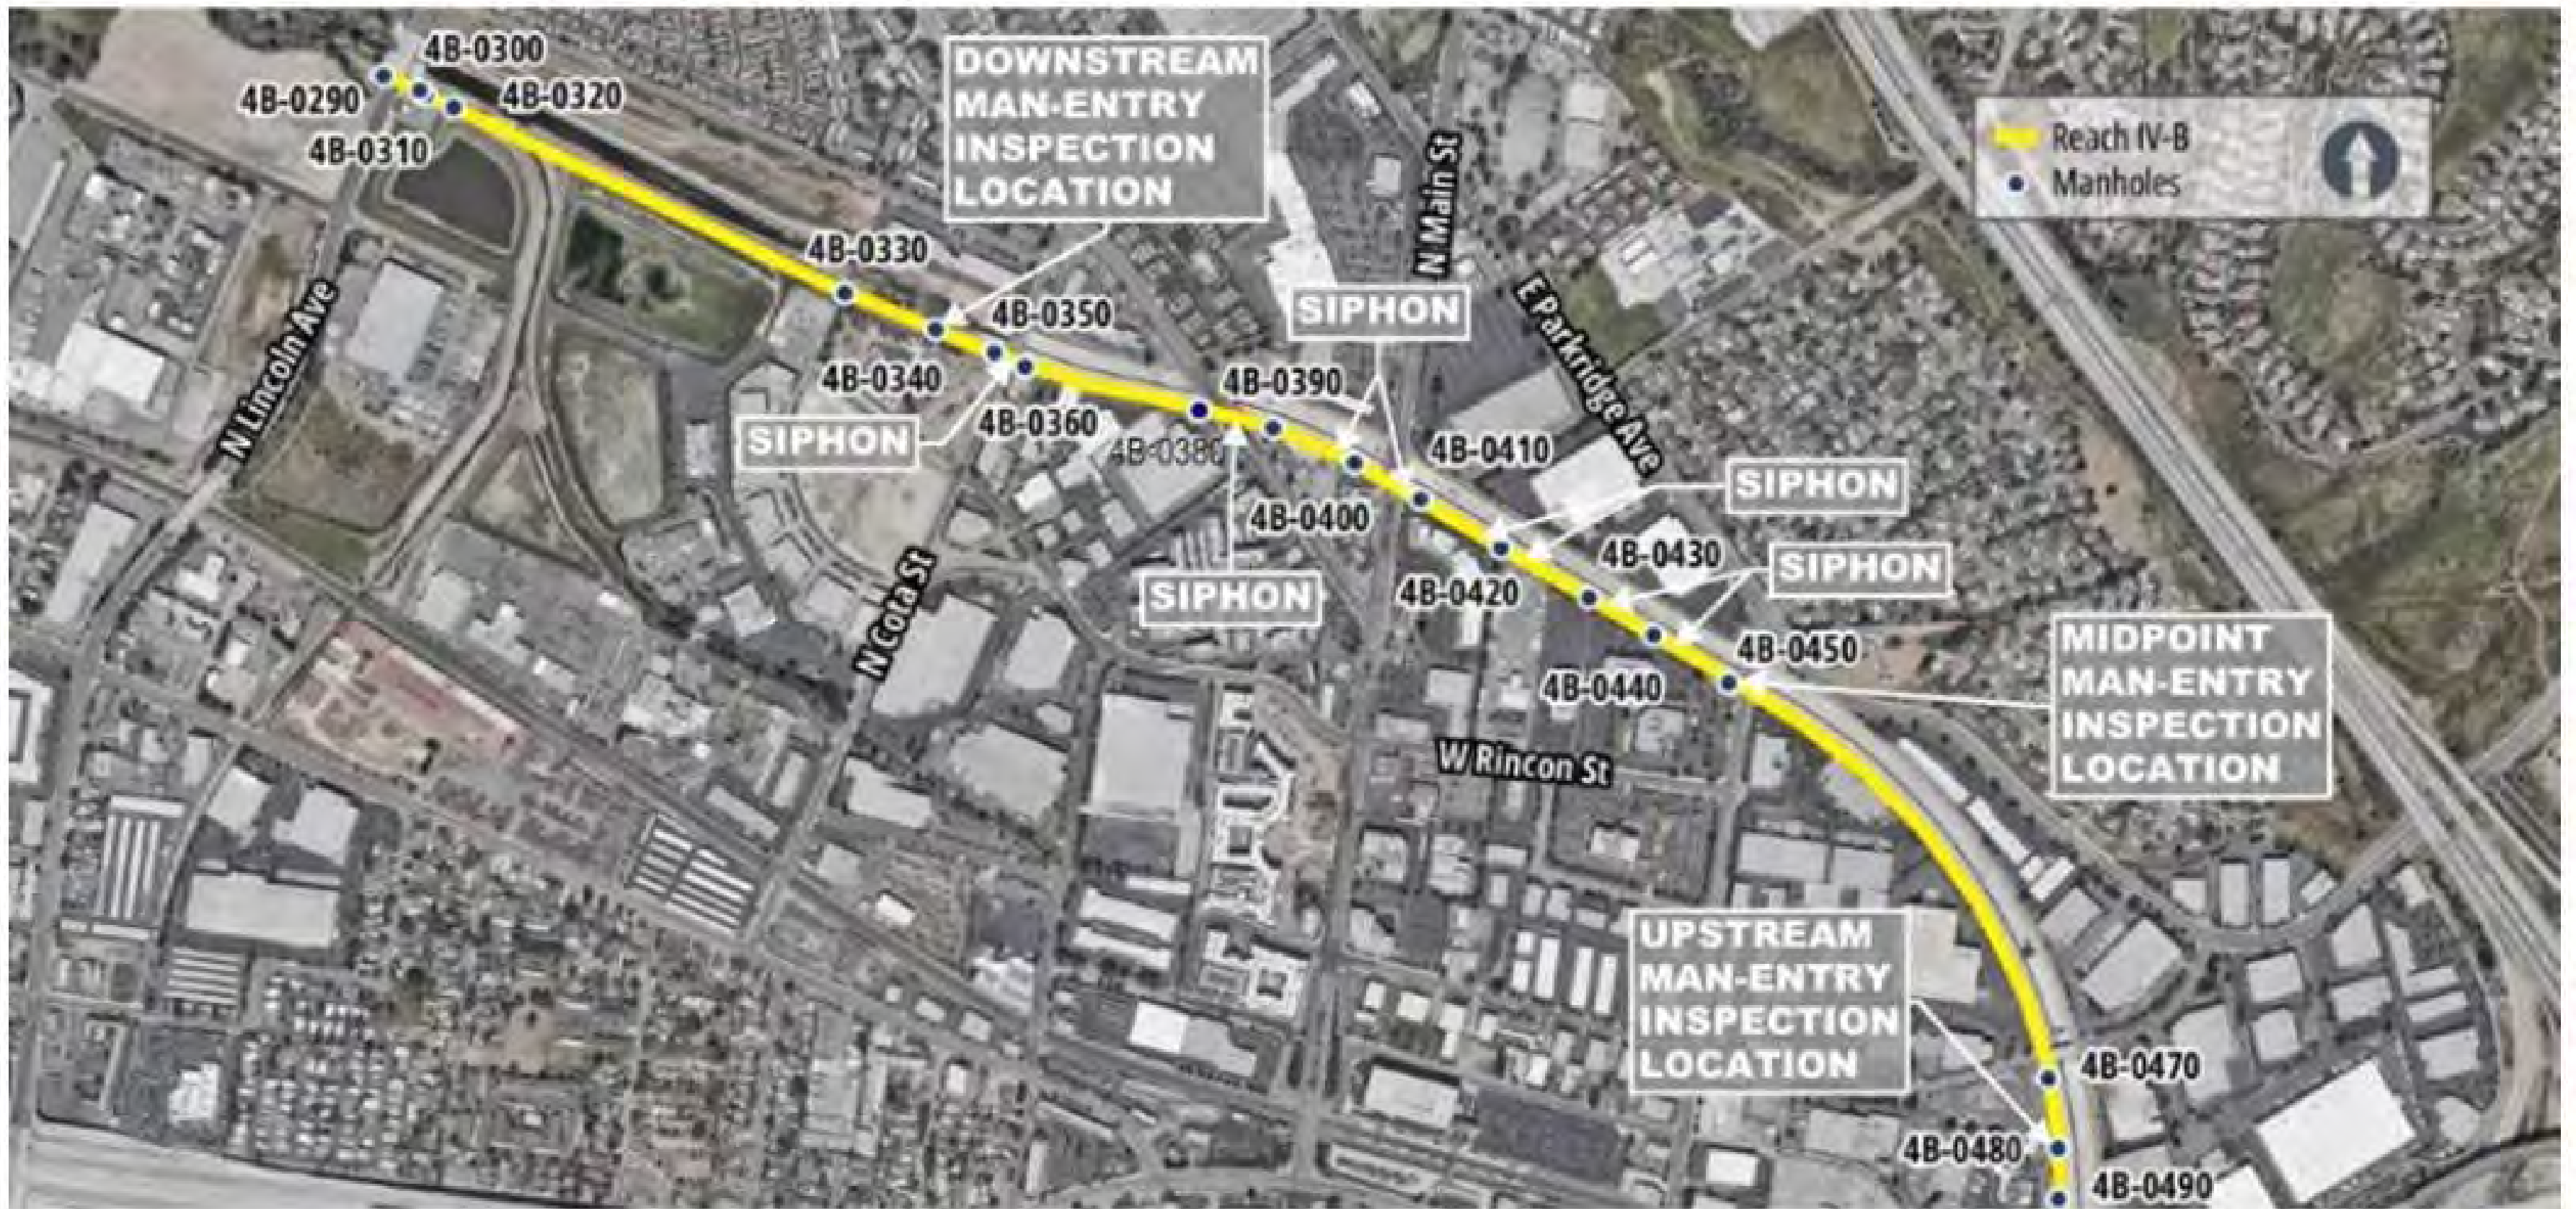 4B-0300
4B-0290
4B-0320
4B-0310
DOWNSTREAM
MAN-ENTRY
INSPECTION
LOCATION
N Main St
Reach IV-B
Manholes
4B-0330
N Lincoln Ave
4B-0350
SIPHON
E Parkridge Ave
4B-0340
4B-0390
SIPHON
4B-0360
4B-0380
4B-0410
SIPHON
4B-0400
4B-0430
SIPHON
SIPHON
4B-0420
N Cota St
4B-0450
4B-0440
MIDPOINT
MAN-ENTRY
INSPECTION
LOCATION
W Rincon St
UPSTREAM
MAN-ENTRY
INSPECTION
LOCATION
4B-0470
4B-0480
4B-0490